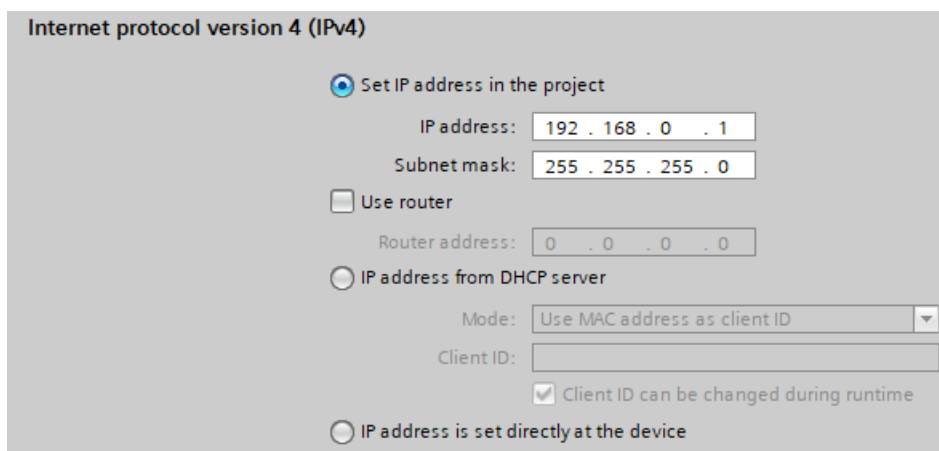 Internet protocol version 4 (IPv4)
Set IP address in the project
IP address: 192 . 168 . 0 . 1
Subnet mask: 255 . 255 . 255 . 0
Use router
Router address: 0 . 0 . 0 . 0
IP address from DHCP server
Mode: Use MAC address as client ID
Client ID:
Client ID can be changed during runtime
IP address is set directly at the device